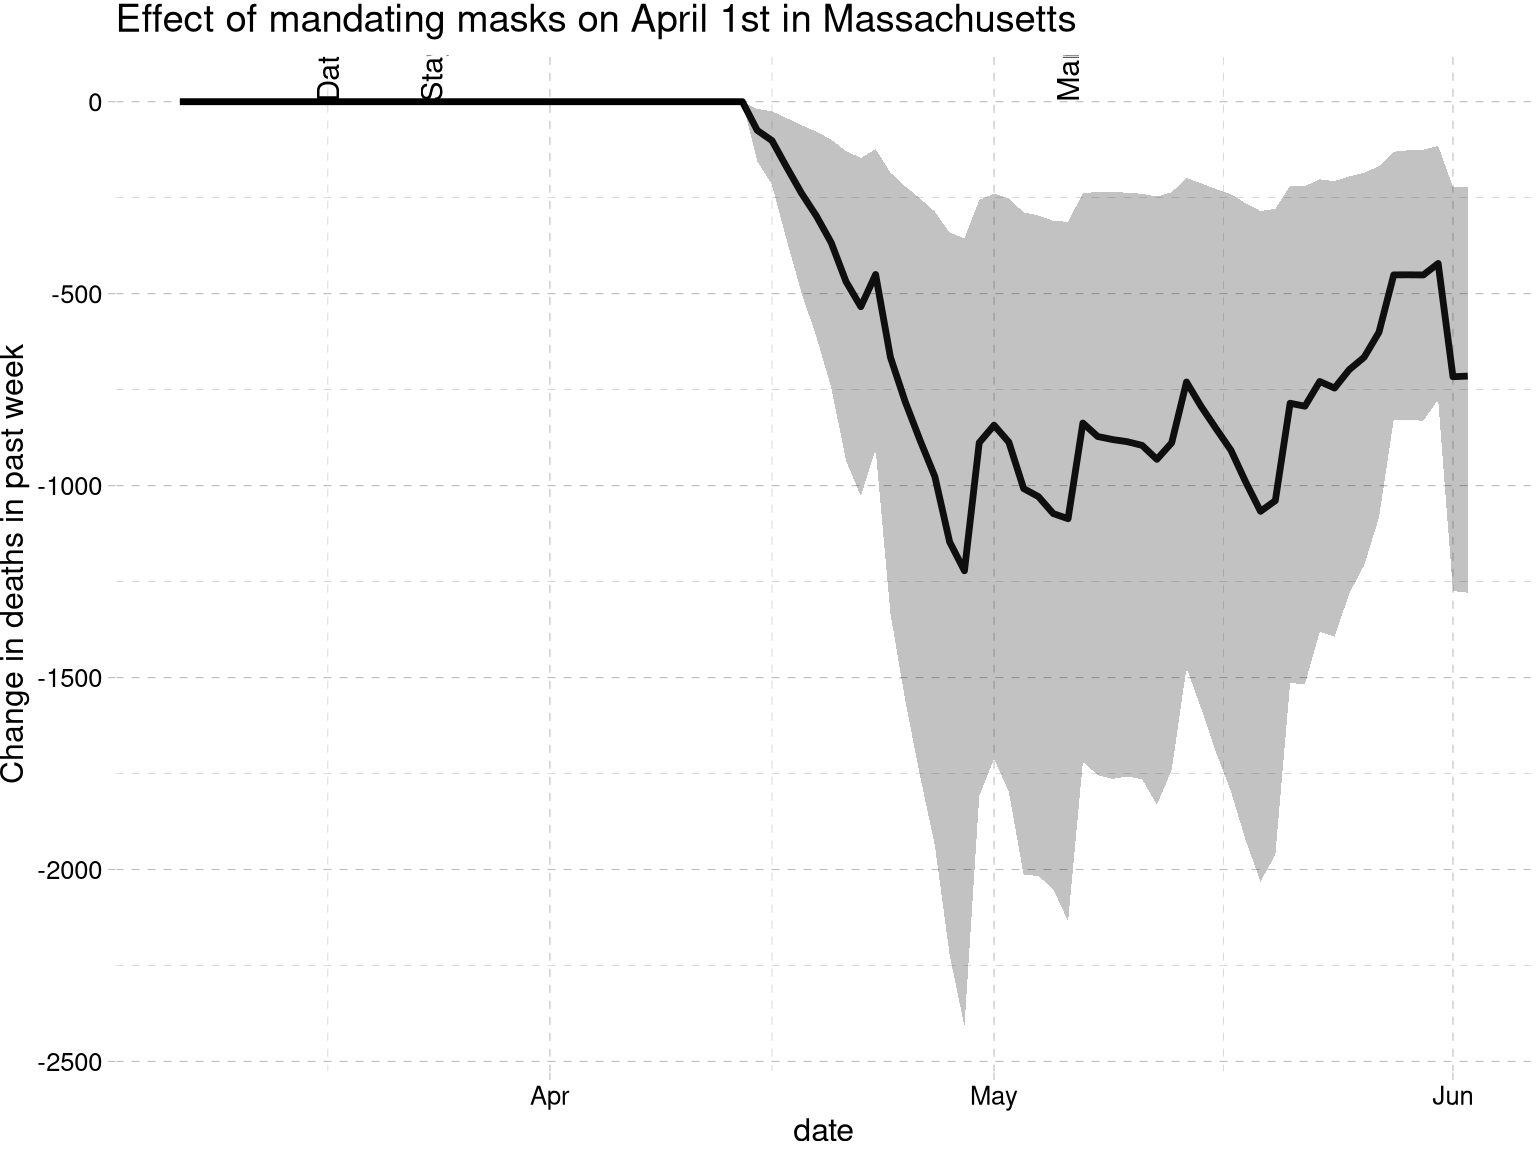 Effect of mandating masks on April 1st in Massachusetts
Dat
Sta
Ma
0
-500
-1000
-1500
-2000
-2500
Change in deaths in past week
Apr
May
Jun
date